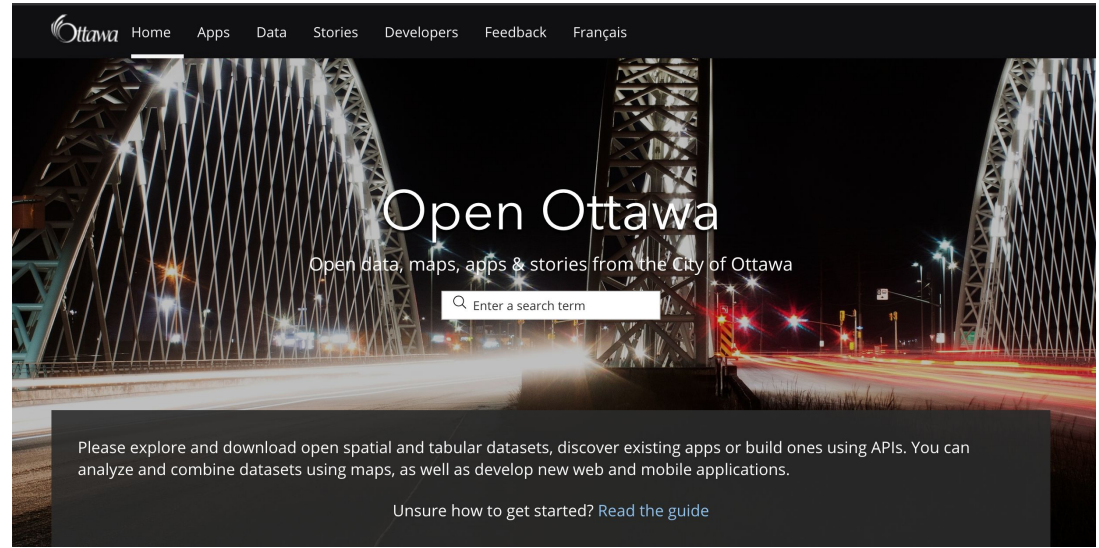 Ottawa Home Apps Data Stories Developers Feedback Français
Open Ottawa
Open data, maps, apps & stories from the City of Ottawa
Enter a search term
Please explore and download open spatial and tabular datasets, discover existing apps or build ones using APIs. You can
analyze and combine datasets using maps, as well as develop new web and mobile applications.
Unsure how to get started? Read the guide